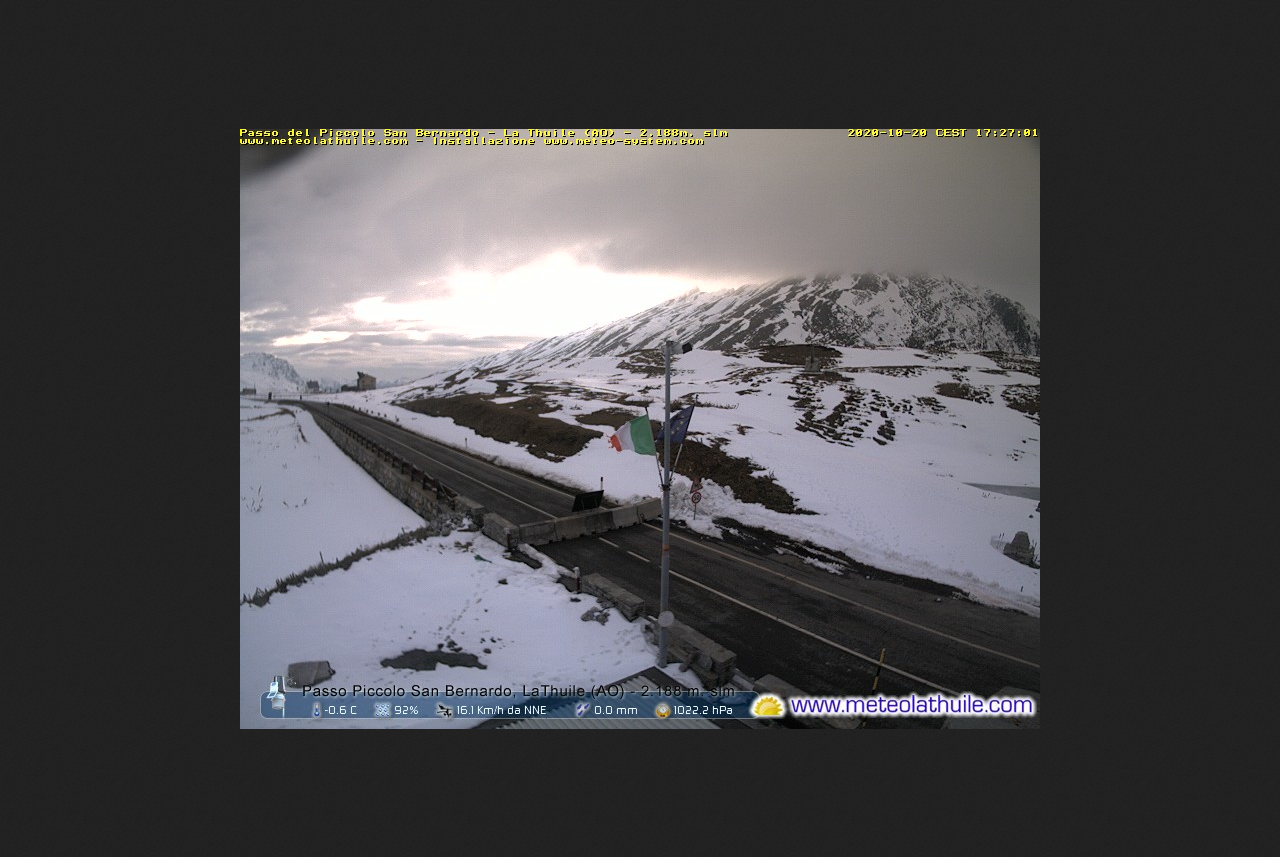 Passo del Piccolo San Bernardo - La Thuile (AO) - 2.188m. slm
2020-10-20 CEST 17:27:01
www.meteolathuile.com - Installazione www.meteo-system.com
Passo Piccolo San Bernardo, LaThuile (AO) - 2.188 m. slm
-0.6 C 92% 16.1 Km/h da NNE 0.0 mm 1022.2 hPa
www.meteolathuile.com